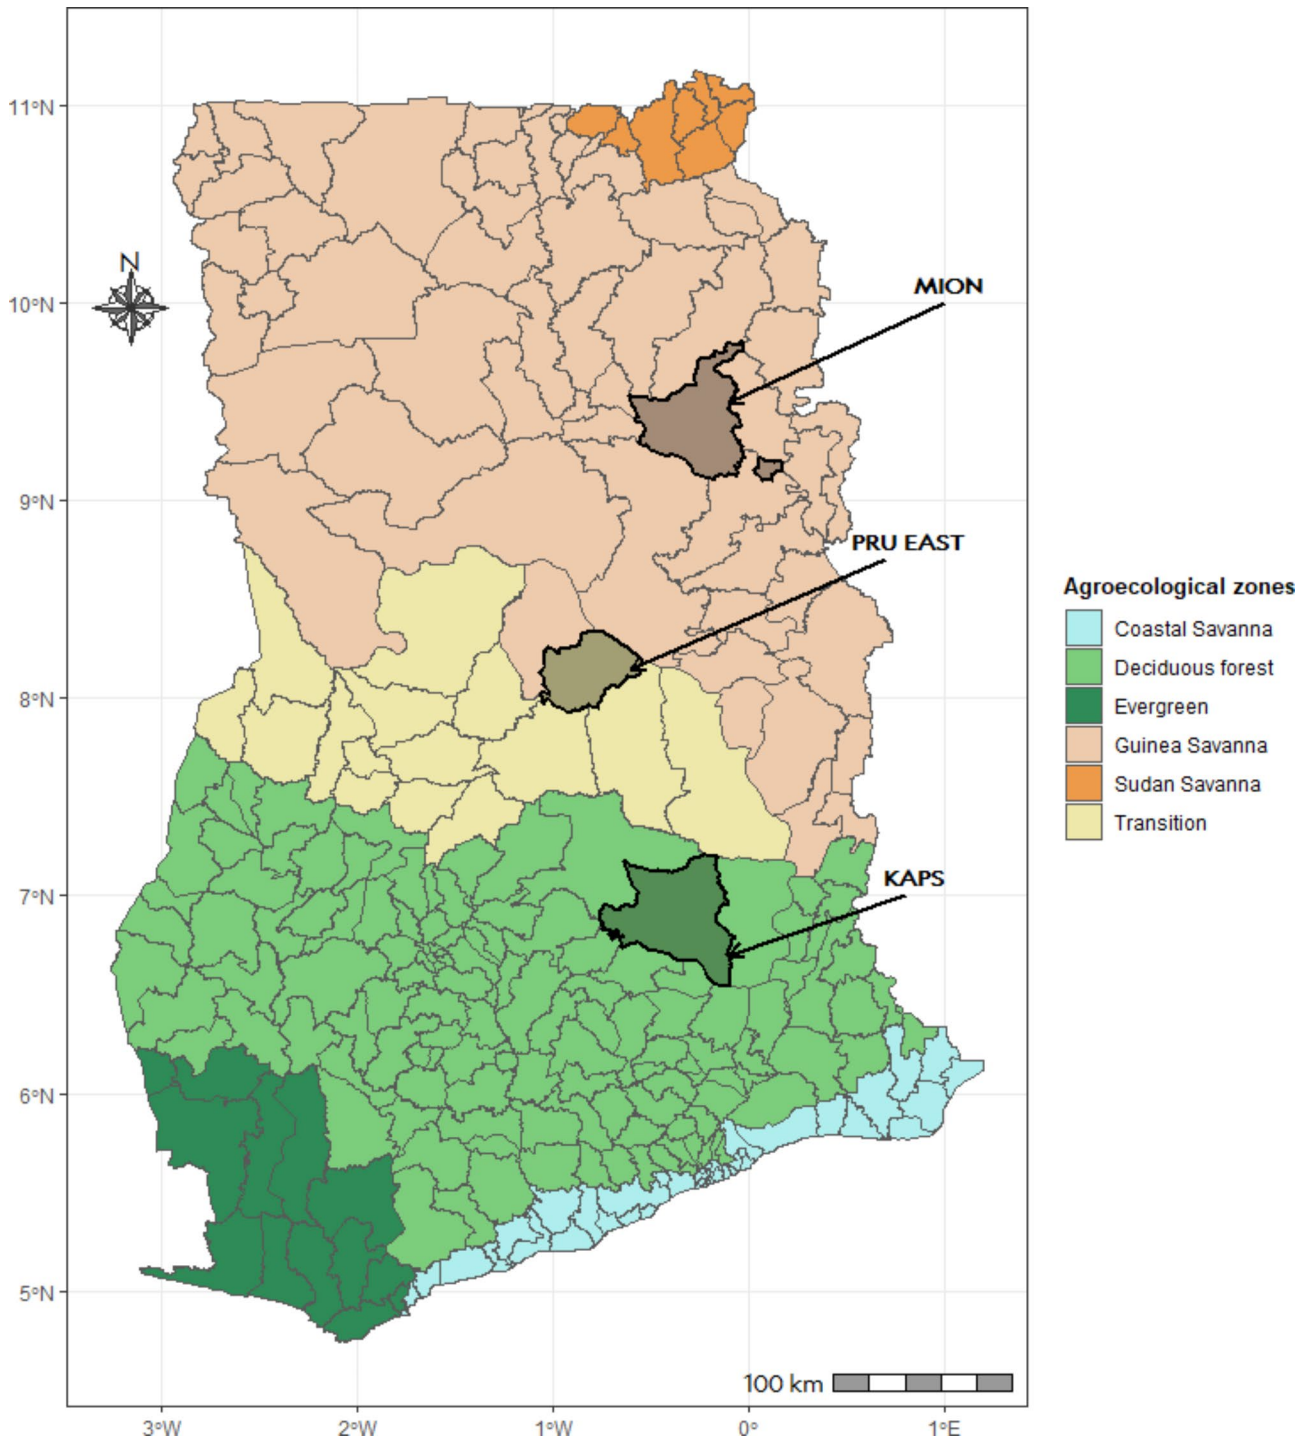 11°N
10°N
9°N
8°N
7°N
6°N
5°N
N
MION
PRU EAST
KAPS
100 km
3°W
2°W
1°W
0°
1°E
Agroecological zones
Coastal Savanna
Deciduous forest
Evergreen
Guinea Savanna
Sudan Savanna
Transition